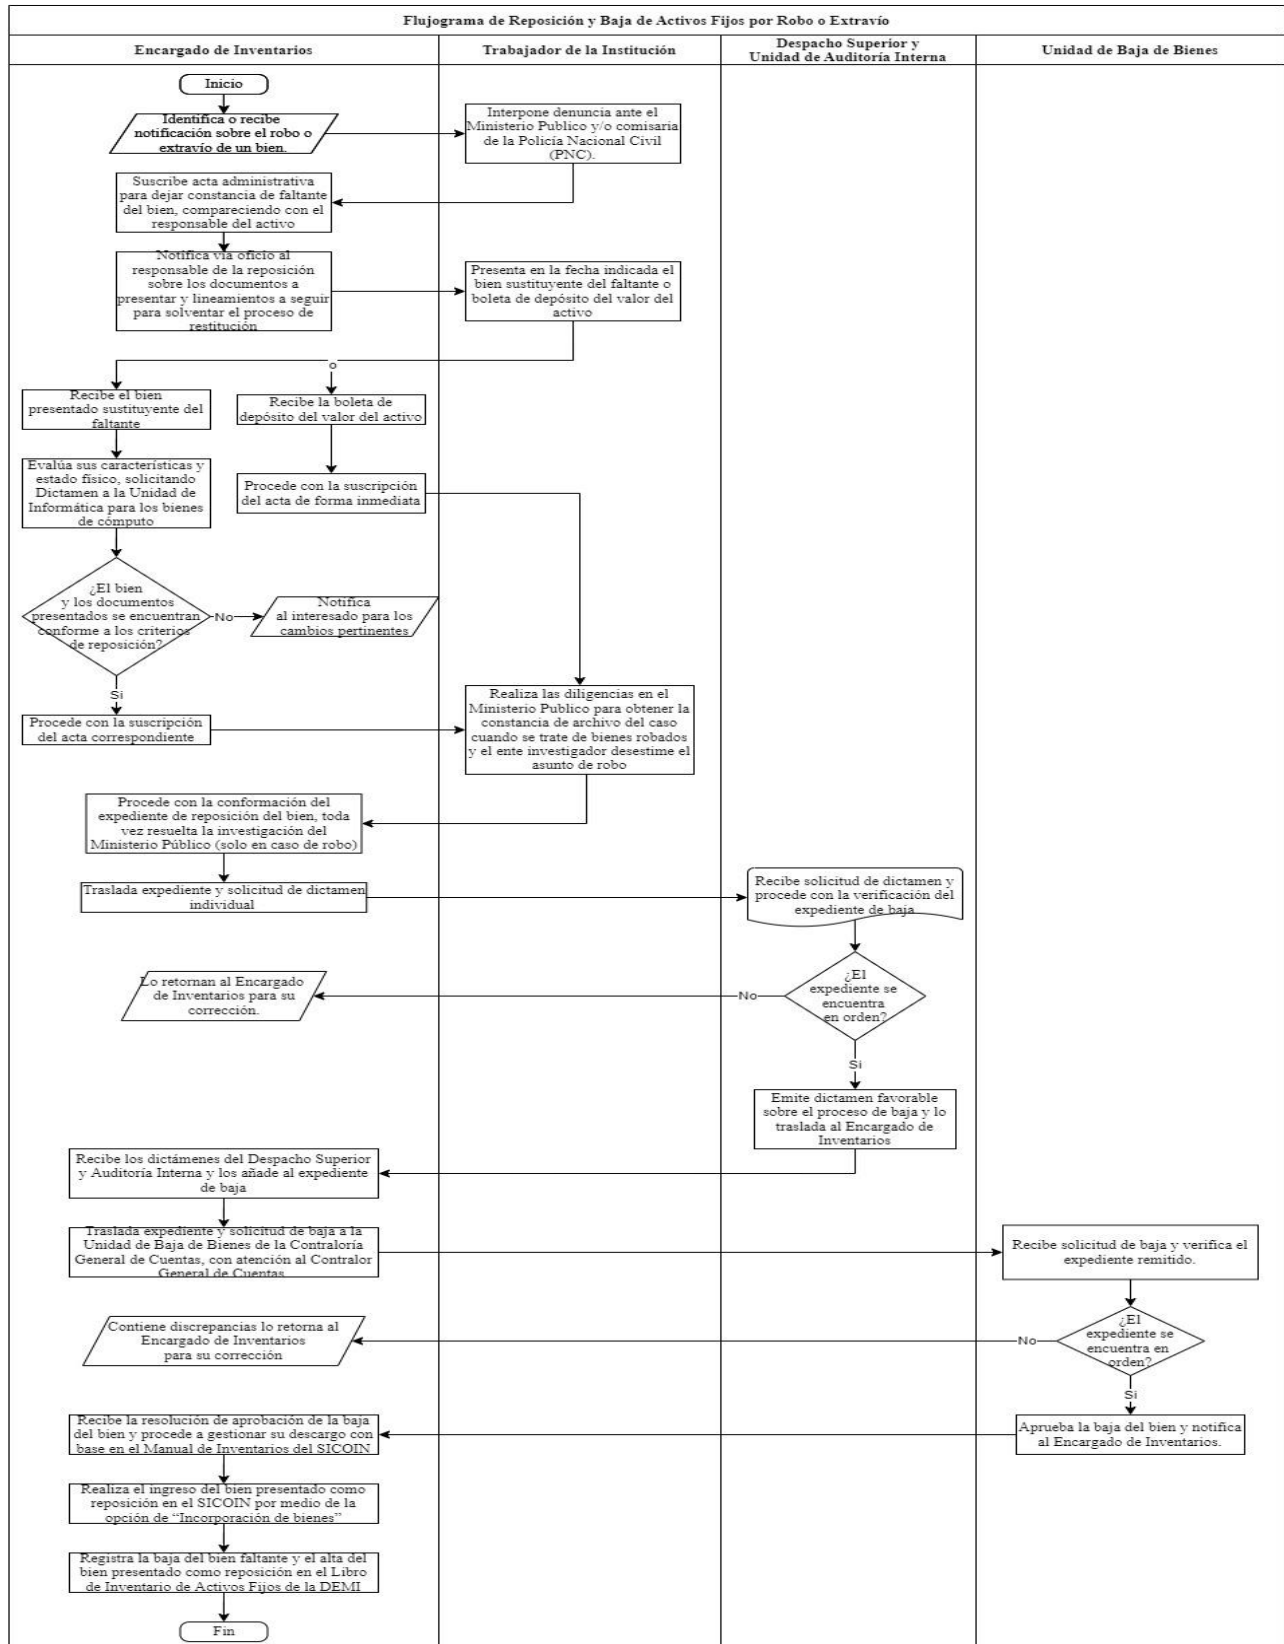 Flujograma de Reposición y Baja de Activos Fijos por Robo o Extravío
Encargado de Inventarios
Trabajador de la Institución
Despacho Superior y
Unidad de Auditoría Interna
Unidad de Baja de Bienes
Inicio
Identifica o recibe
notificación sobre el robo o
extravío de un bien.
Interpone denuncia ante el
Ministerio Publico y/o comisaría
de la Policía Nacional Civil
(PNC).
Suscribe acta administrativa
para dejar constancia de faltante
del bien, compareciendo con el
responsable del activo
Notifica vía oficio al
responsable de la reposición
sobre los documentos a
presentar y lineamientos a seguir
para solventar el proceso de
restitución
Presenta en la fecha indicada el
bien sustituyente del faltante o
boleta de depósito del valor del
activo
o
Recibe el bien
presentado sustituyente del
faltante
Recibe la boleta de
depósito del valor del activo
Evalúa sus características y
estado físico, solicitando
Dictamen a la Unidad de
Informática para los bienes
de cómputo
Procede con la suscripción
del acta de forma inmediata
¿El bien
y los documentos
presentados se encuentran
conforme a los criterios
de reposición?
No
Notifica
al interesado para los
cambios pertinentes
Si
Procede con la suscripción
del acta correspondiente
Realiza las diligencias en el
Ministerio Publico para obtener la
constancia de archivo del caso
cuando se trate de bienes robados
y el ente investigador desestime el
asunto de robo
Procede con la conformación del
expediente de reposición del bien, toda
vez resuelta la investigación del
Ministerio Público (solo en caso de robo)
Traslada expediente y solicitud de dictamen
individual
Recibe solicitud de dictamen y
procede con la verificación del
expediente de baja
¿El
expediente se
encuentra
en orden?
No
Lo retornan al Encargado
de Inventarios para su
corrección.
Si
Emite dictamen favorable
sobre el proceso de baja y lo
traslada al Encargado de
Inventarios
Recibe los dictámenes del Despacho Superior
y Auditoría Interna y los añade al expediente
de baja
Traslada expediente y solicitud de baja a la
Unidad de Baja de Bienes de la Contraloría
General de Cuentas, con atención al Contralor
General de Cuentas
Recibe solicitud de baja y verifica el
expediente remitido.
¿El
expediente se
encuentra en
orden?
No
Contiene discrepancias lo retorna al
Encargado de Inventarios
para su corrección
Si
Aprueba la baja del bien y notifica
al Encargado de Inventarios.
Recibe la resolución de aprobación de la baja
del bien y procede a gestionar su descargo con
base en el Manual de Inventarios del SICOIN
Realiza el ingreso del bien presentado como
reposición en el SICOIN por medio de la
opción de “Incorporación de bienes”
Registra la baja del bien faltante y el alta del
bien presentado como reposición en el Libro
de Inventario de Activos Fijos de la DEMI
Fin